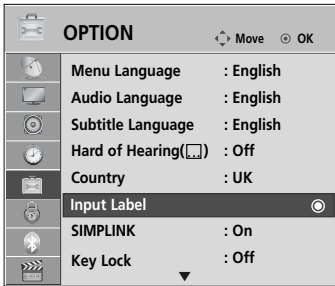 OPTION Move OK
Menu Language : English
Audio Language : English
Subtitle Language : English
Hard of Hearing( ) : Off
Country : UK
Input Label
SIMPLINK : On
Key Lock : Off